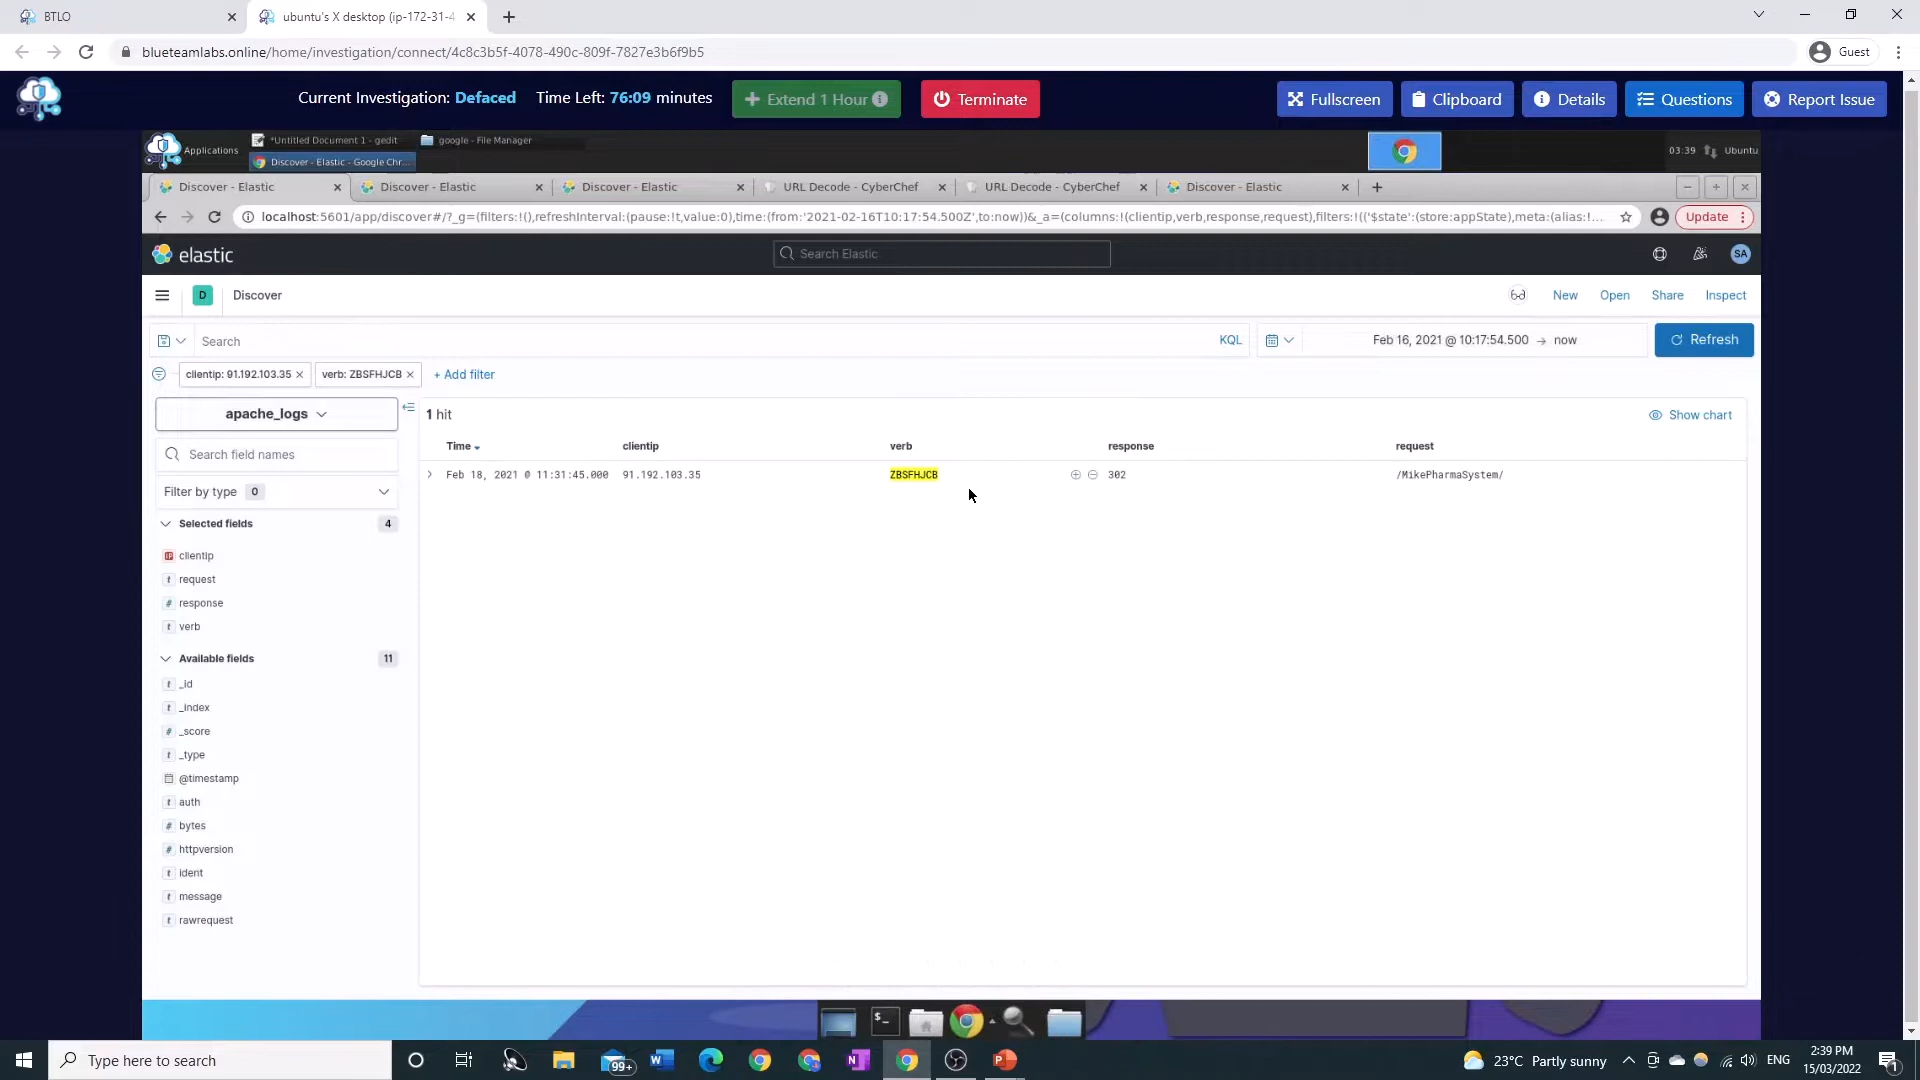 BTLO
ubuntu's X desktop (ip-172-31-4
blueteamlabs.online/home/investigation/connect/4c8c3b5f-4078-490c-809f-7827e3b6f9b5
Guest
Current Investigation: Defaced Time Left: 76:09 minutes
Extend 1 Hour
Terminate
Fullscreen
Clipboard
Details
Questions
Report Issue
Applications
*Untitled Document 1 - gedit
google - File Manager
Discover - Elastic - Google Chr...
03:39
Ubuntu
Discover - Elastic
Discover - Elastic
Discover - Elastic
URL Decode - CyberChef
URL Decode - CyberChef
Discover - Elastic
localhost:5601/app/discover#/?_g=(filters:!(),refreshInterval:(pause:!t,value:0),time:(from:'2021-02-16T10:17:54.500Z',to:now))&_a=(columns:!(clientip,verb,response,request),filters:!(('$state':(store:appState),meta:(alias:!...
Update
elastic
Search Elastic
SA
D
Discover
New
Open
Share
Inspect
Search
KQL
Feb 16, 2021 @ 10:17:54.500 → now
Refresh
clientip: 91.192.103.35
verb: ZBSFHJCB
+ Add filter
apache_logs
1 hit
Show chart
Search field names
Time
clientip
verb
response
request
Feb 18, 2021 @ 11:31:45.000
91.192.103.35
ZBSFHJCB
302
/MikePharmaSystem/
Filter by type 0
Selected fields 4
clientip
request
response
verb
Available fields 11
_id
_index
_score
_type
@timestamp
auth
bytes
httpversion
ident
message
rawrequest
Type here to search
99+
23°C Partly sunny
ENG
2:39 PM
15/03/2022
1